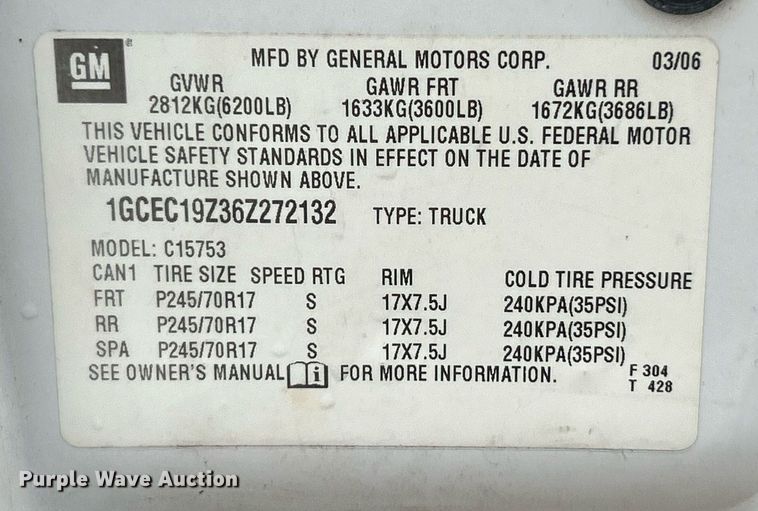 GM
MFD BY GENERAL MOTORS CORP. 03/06
GVWR GAWR FRT GAWR RR
2812KG(6200LB) 1633KG(3600LB) 1672KG(3686LB)
THIS VEHICLE CONFORMS TO ALL APPLICABLE U.S. FEDERAL MOTOR
VEHICLE SAFETY STANDARDS IN EFFECT ON THE DATE OF
MANUFACTURE SHOWN ABOVE.
1GCEC19Z36Z272132 TYPE: TRUCK
MODEL: C15753
CAN1 TIRE SIZE SPEED RTG RIM COLD TIRE PRESSURE
FRT P245/70R17 S 17X7.5J 240KPA(35PSI)
RR P245/70R17 S 17X7.5J 240KPA(35PSI)
SPA P245/70R17 S 17X7.5J 240KPA(35PSI)
SEE OWNER'S MANUAL i FOR MORE INFORMATION. F 304
T 428
Purple Wave Auction